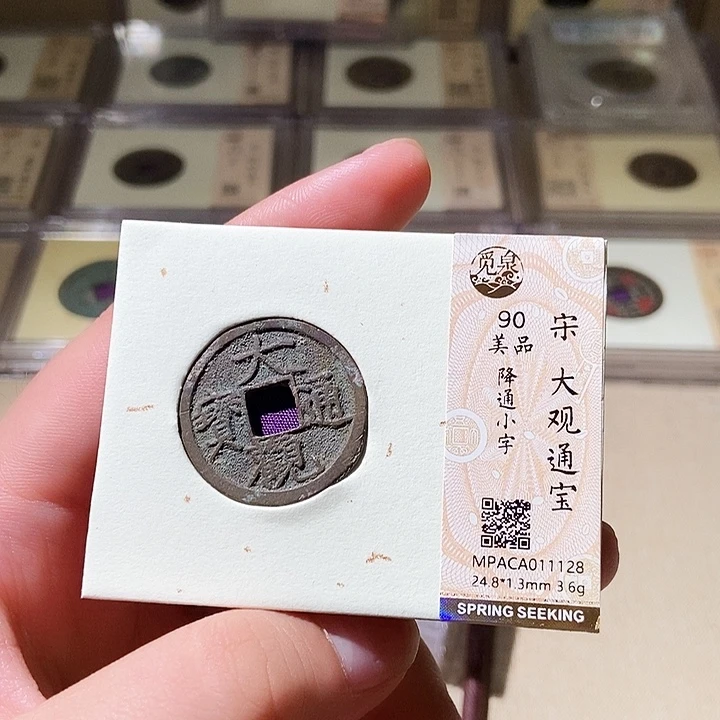 大
觀
通
寶
觅泉
90
美品
降通小字
宋 大观通宝
MPACA011128
24.8*1.3mm 3.6g
SPRING SEEKING